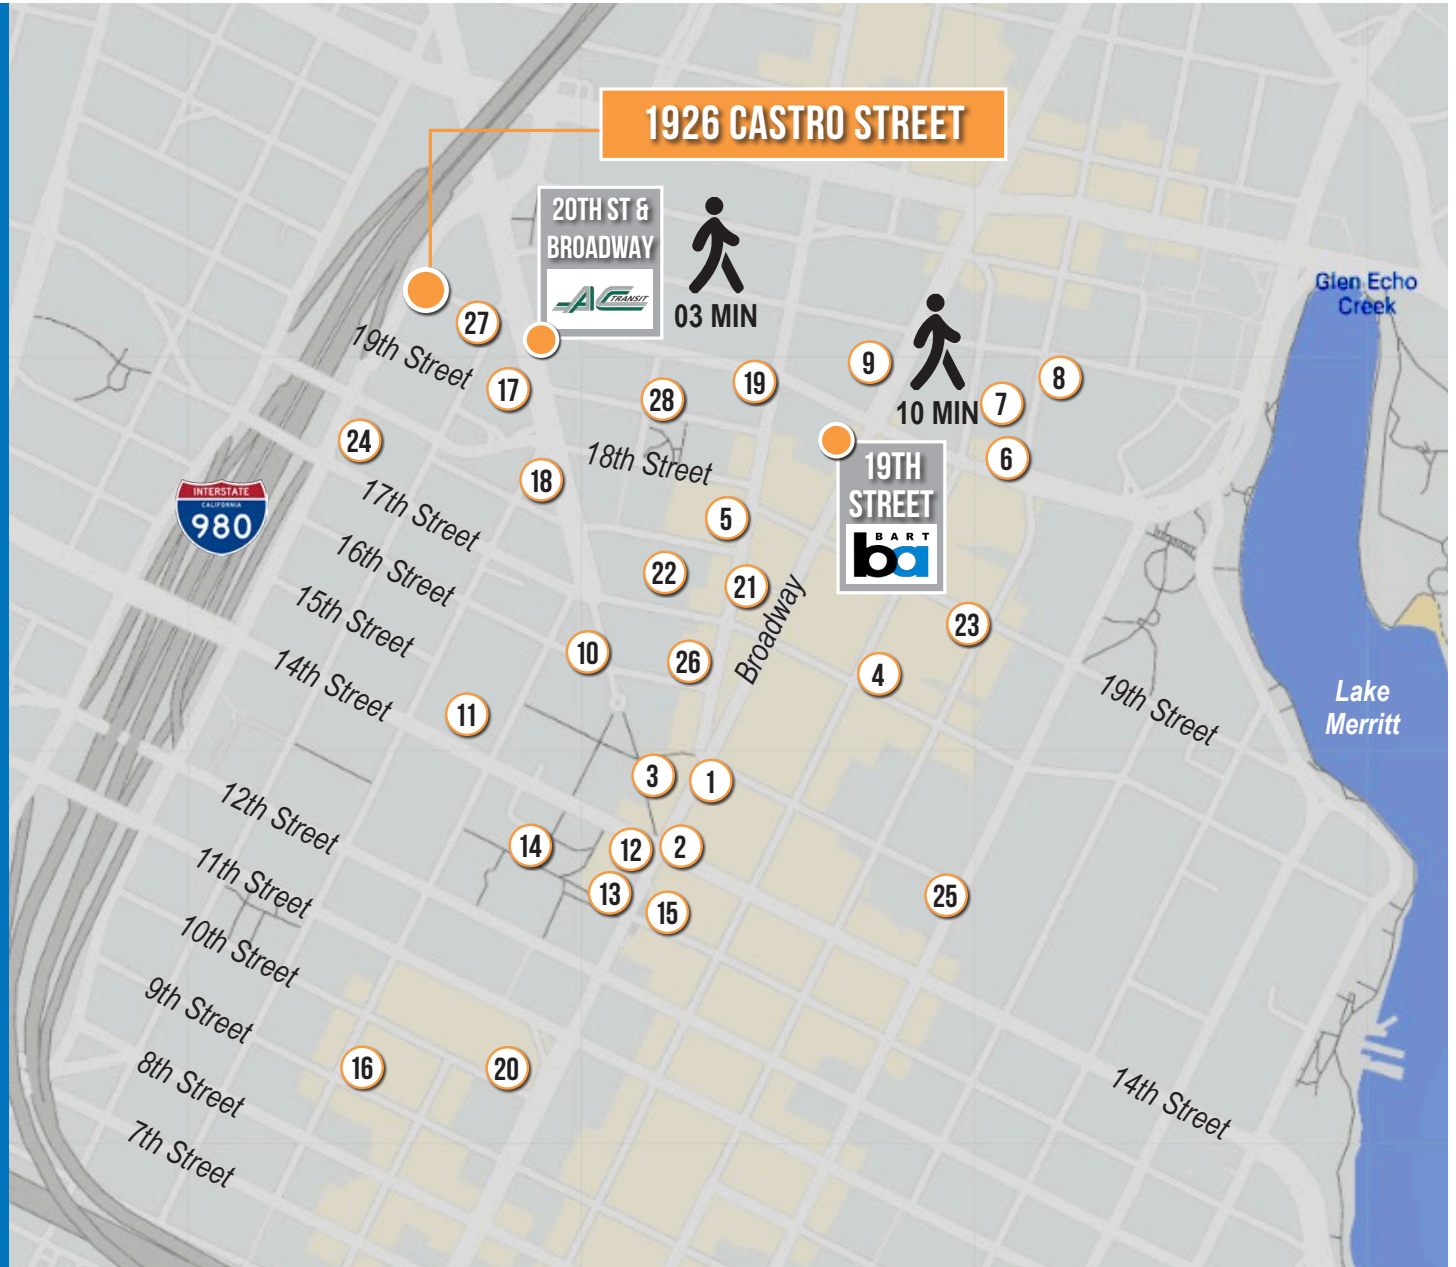 1926 CASTRO STREET
20TH ST &
BROADWAY
AC TRANSIT
03 MIN
Glen Echo
Creek
27
19th Street
17
28
19
9
10 MIN
7
8
24
18th Street
19TH
STREET
BART
ba
6
INTERSTATE
CALIFORNIA
980
17th Street
18
5
16th Street
22
21
15th Street
Broadway
23
10
26
4
14th Street
19th Street
Lake
Merritt
11
3
1
12th Street
14
12
2
11th Street
13
15
25
10th Street
9th Street
16
20
8th Street
14th Street
7th Street